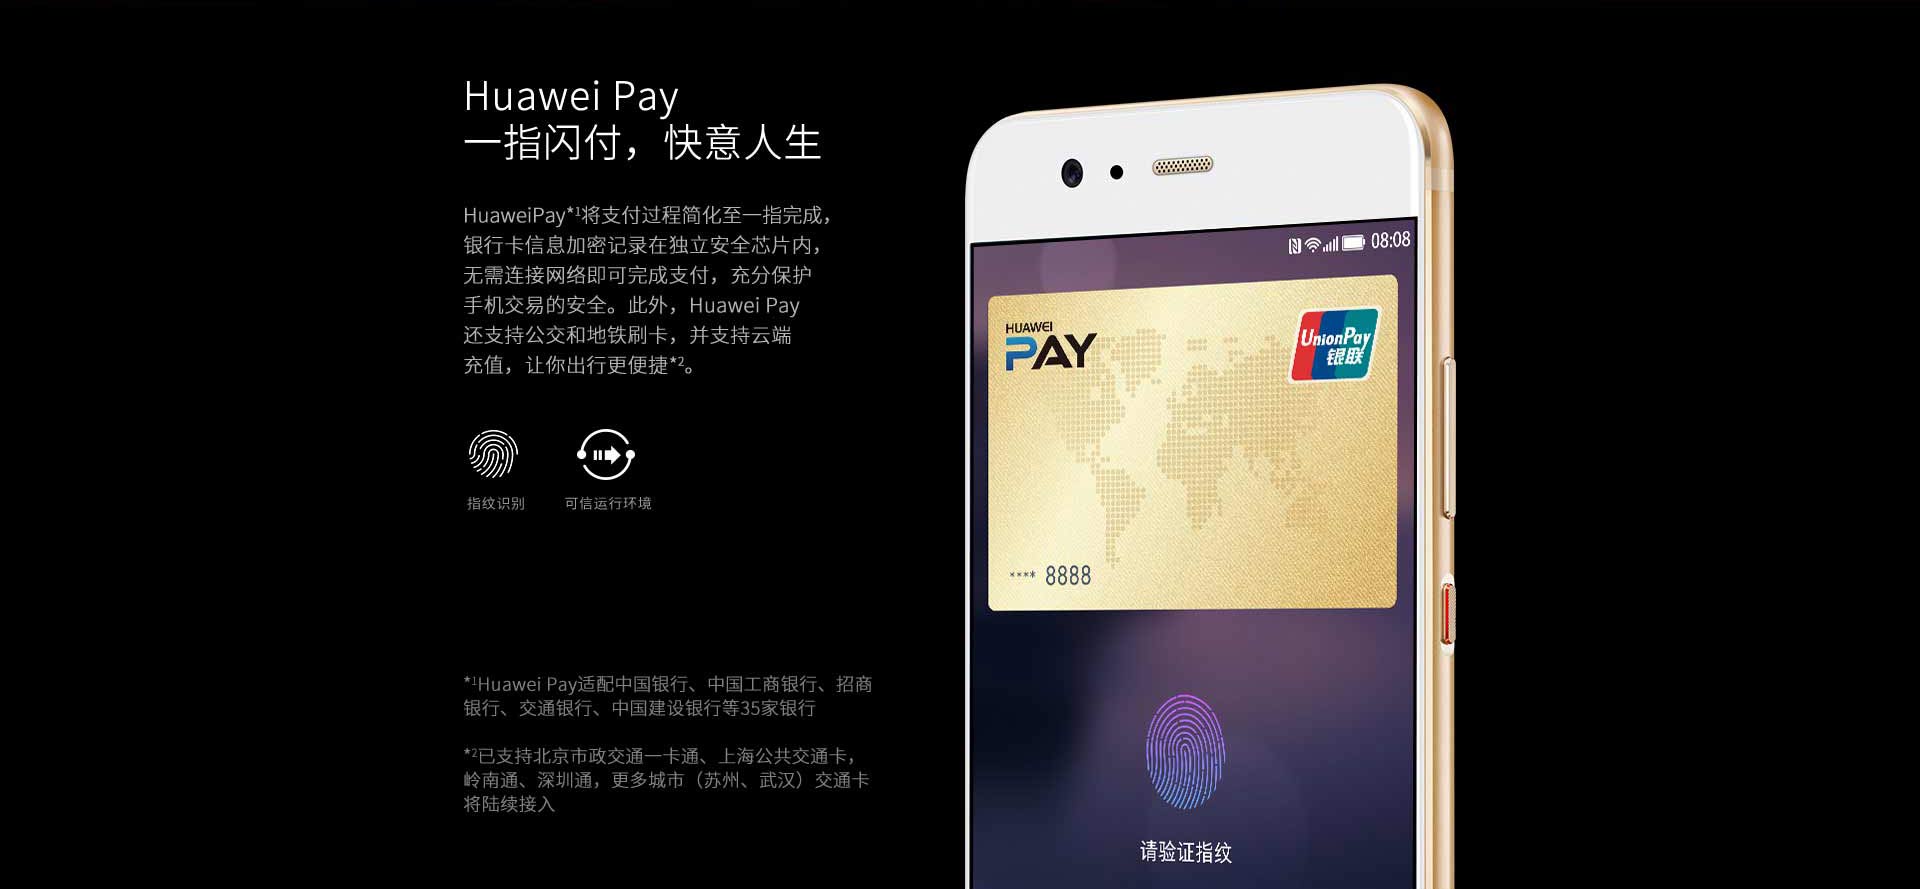 Huawei Pay
一指闪付，快意人生
HuaweiPay*1将支付过程简化至一指完成，
银行卡信息加密记录在独立安全芯片内，
无需连接网络即可完成支付，充分保护
手机交易的安全。此外，Huawei Pay
还支持公交和地铁刷卡，并支持云端
充值，让你出行更便捷*2。
指纹识别
可信运行环境
*1Huawei Pay适配中国银行、中国工商银行、招商
银行、交通银行、中国建设银行等35家银行
*2已支持北京市政交通一卡通、上海公共交通卡，
岭南通、深圳通，更多城市（苏州、武汉）交通卡
将陆续接入
08:08
HUAWEI
PAY
UnionPay
银联
**** 8888
请验证指纹